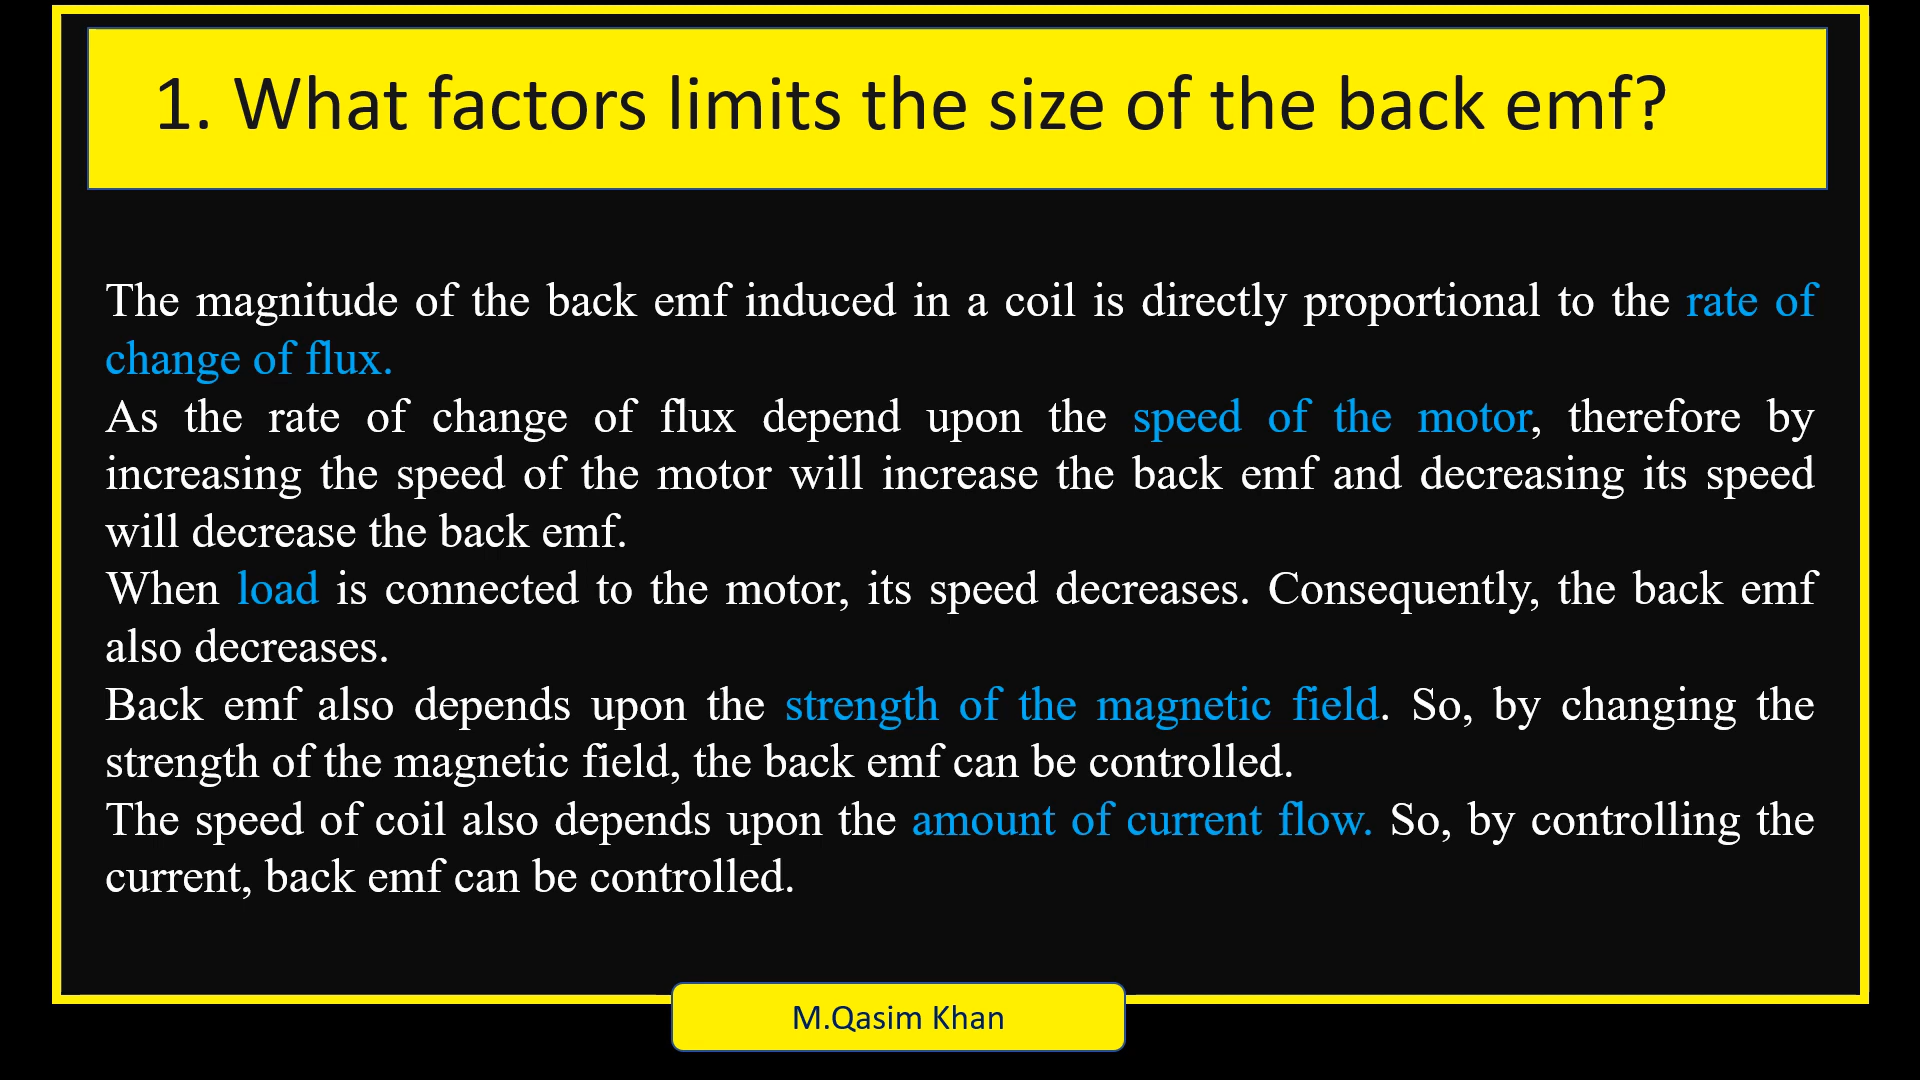 1. What factors limits the size of the back emf?
The magnitude of the back emf induced in a coil is directly proportional to the rate of
change of flux.
As the rate of change of flux depend upon the speed of the motor, therefore by
increasing the speed of the motor will increase the back emf and decreasing its speed
will decrease the back emf.
When load is connected to the motor, its speed decreases. Consequently, the back emf
also decreases.
Back emf also depends upon the strength of the magnetic field. So, by changing the
strength of the magnetic field, the back emf can be controlled.
The speed of coil also depends upon the amount of current flow. So, by controlling the
current, back emf can be controlled.
M.Qasim Khan